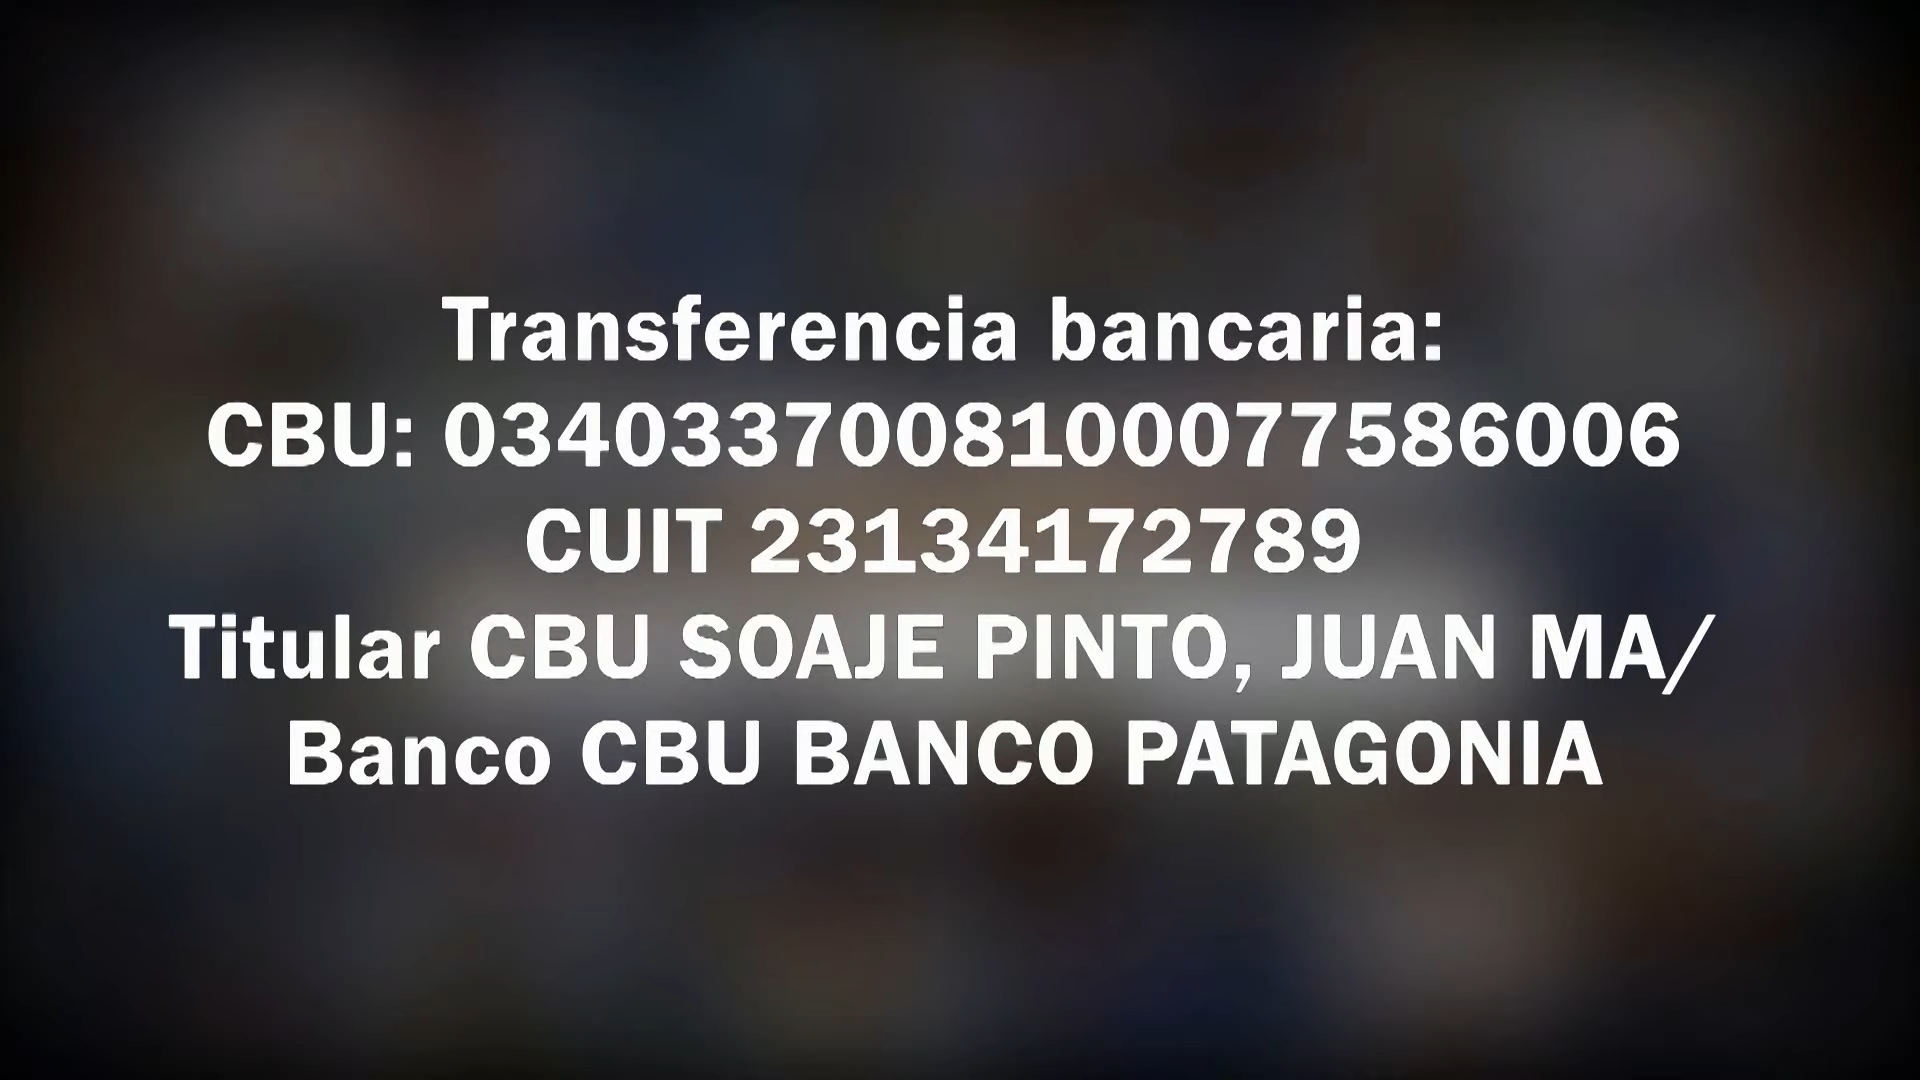 Transferencia bancaria:
CBU: 0340337008100077586006
CUIT 23134172789
Titular CBU SOAJE PINTO, JUAN MA/
Banco CBU BANCO PATAGONIA